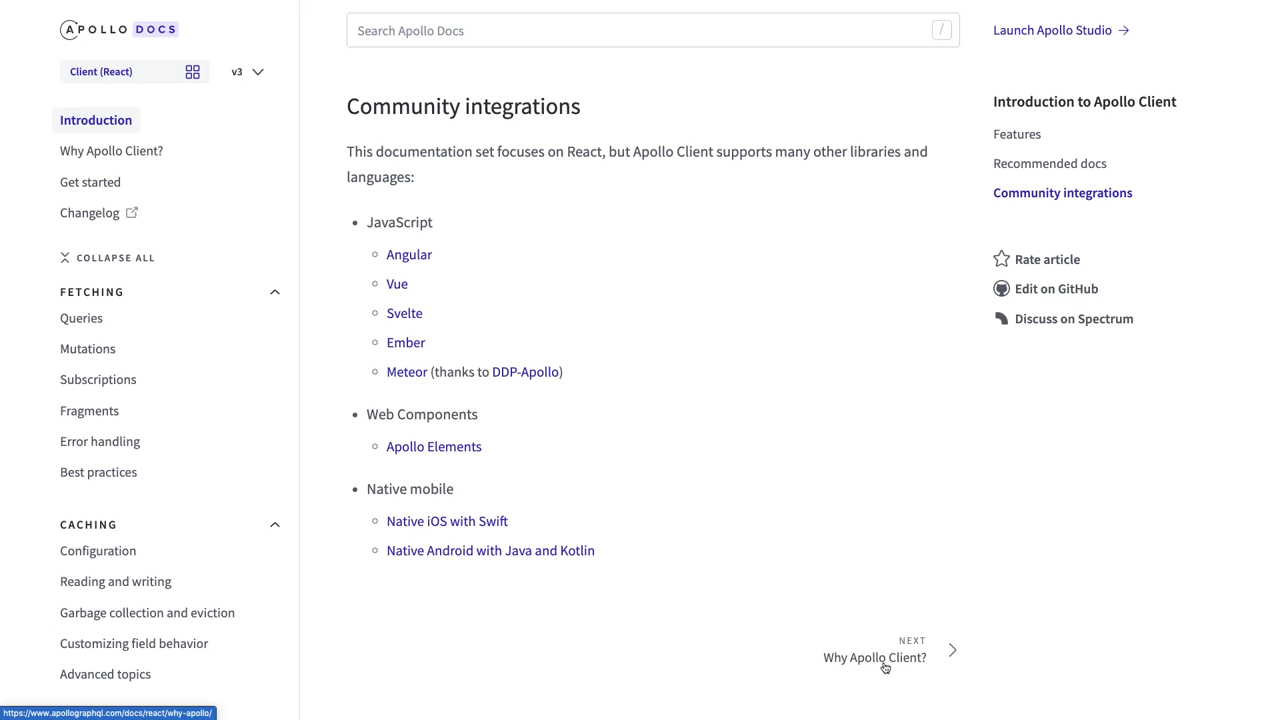 APOLLO DOCS
Client (React)
v3
Introduction
Why Apollo Client?
Get started
Changelog
COLLAPSE ALL
FETCHING
Queries
Mutations
Subscriptions
Fragments
Error handling
Best practices
CACHING
Configuration
Reading and writing
Garbage collection and eviction
Customizing field behavior
Advanced topics
https://www.apollographql.com/docs/react/why-apollo/
Search Apollo Docs
/
Community integrations
This documentation set focuses on React, but Apollo Client supports many other libraries and
languages:
• JavaScript
◦ Angular
◦ Vue
◦ Svelte
◦ Ember
◦ Meteor (thanks to DDP-Apollo)
• Web Components
◦ Apollo Elements
• Native mobile
◦ Native iOS with Swift
◦ Native Android with Java and Kotlin
NEXT
Why Apollo Client?
Launch Apollo Studio →
Introduction to Apollo Client
Features
Recommended docs
Community integrations
Rate article
Edit on GitHub
Discuss on Spectrum